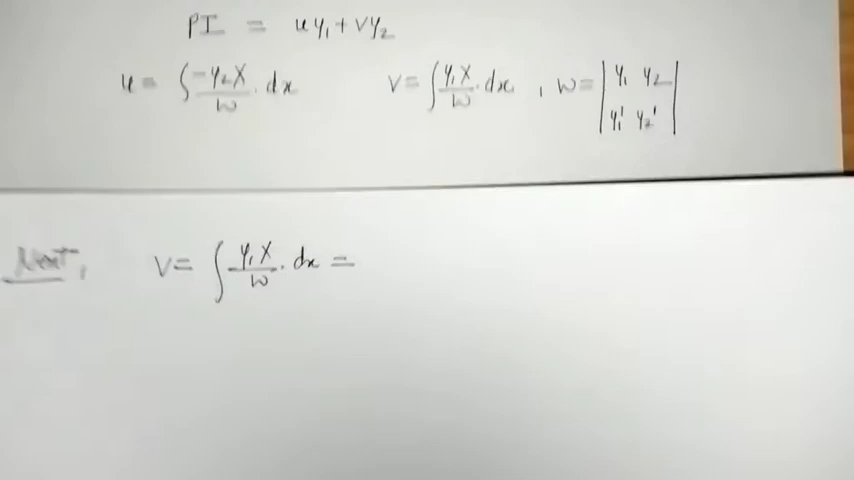 PI = uy₁ + vy₂
u = ∫ -y₂X/W . dx    v = ∫ y₁X/W . dx , W = | y₁ y₂ ; y₁' y₂' |
Next, v = ∫ y₁X/W . dx =